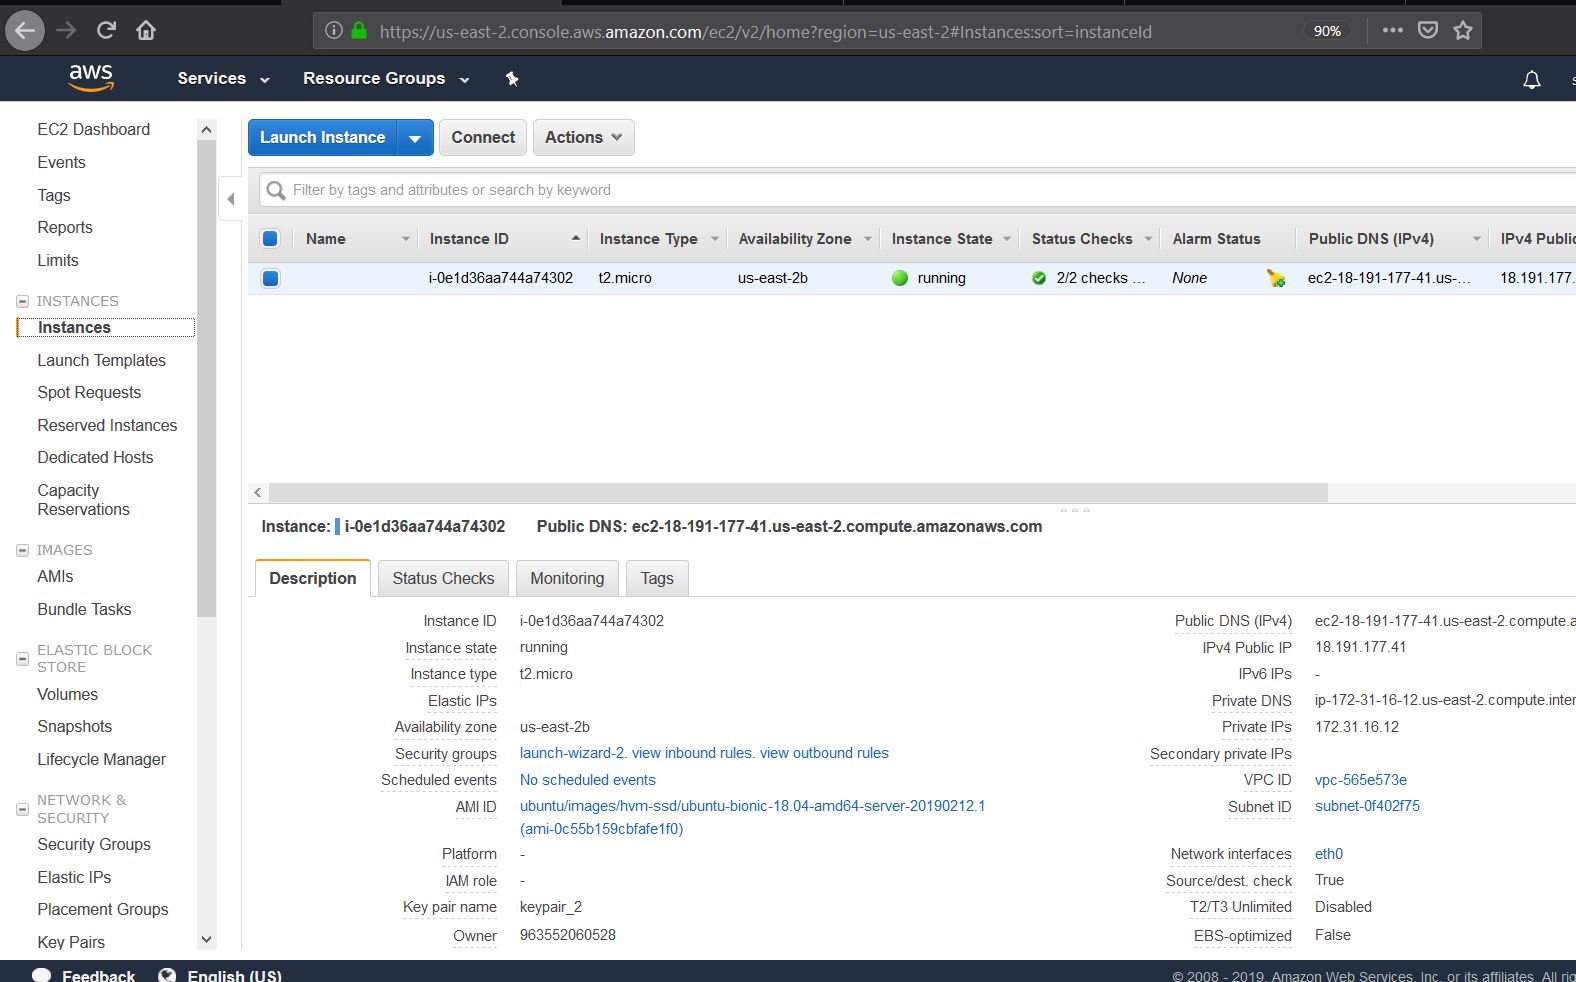 https://us-east-2.console.aws.amazon.com/ec2/v2/home?region=us-east-2#Instances:sort=instanceId 90%
aws Services Resource Groups
EC2 Dashboard
Events
Tags
Reports
Limits
INSTANCES
Instances
Launch Templates
Spot Requests
Reserved Instances
Dedicated Hosts
Capacity
Reservations
IMAGES
AMIs
Bundle Tasks
ELASTIC BLOCK
STORE
Volumes
Snapshots
Lifecycle Manager
NETWORK &
SECURITY
Security Groups
Elastic IPs
Placement Groups
Key Pairs
Launch Instance Connect Actions
Filter by tags and attributes or search by keyword
Name Instance ID Instance Type Availability Zone Instance State Status Checks Alarm Status Public DNS (IPv4) IPv4 Public
i-0e1d36aa744a74302 t2.micro us-east-2b running 2/2 checks ... None ec2-18-191-177-41.us-... 18.191.177.
Instance: i-0e1d36aa744a74302 Public DNS: ec2-18-191-177-41.us-east-2.compute.amazonaws.com
Description Status Checks Monitoring Tags
Instance ID i-0e1d36aa744a74302 Public DNS (IPv4) ec2-18-191-177-41.us-east-2.compute.a
Instance state running IPv4 Public IP 18.191.177.41
Instance type t2.micro IPv6 IPs -
Elastic IPs Private DNS ip-172-31-16-12.us-east-2.compute.inter
Availability zone us-east-2b Private IPs 172.31.16.12
Security groups launch-wizard-2. view inbound rules. view outbound rules Secondary private IPs
Scheduled events No scheduled events VPC ID vpc-565e573e
AMI ID ubuntu/images/hvm-ssd/ubuntu-bionic-18.04-amd64-server-20190212.1 Subnet ID subnet-0f402f75
(ami-0c55b159cbfafe1f0)
Platform - Network interfaces eth0
IAM role - Source/dest. check True
Key pair name keypair_2 T2/T3 Unlimited Disabled
Owner 963552060528 EBS-optimized False
Feedback English (US) © 2008 - 2019, Amazon Web Services, Inc. or its affiliates. All rig